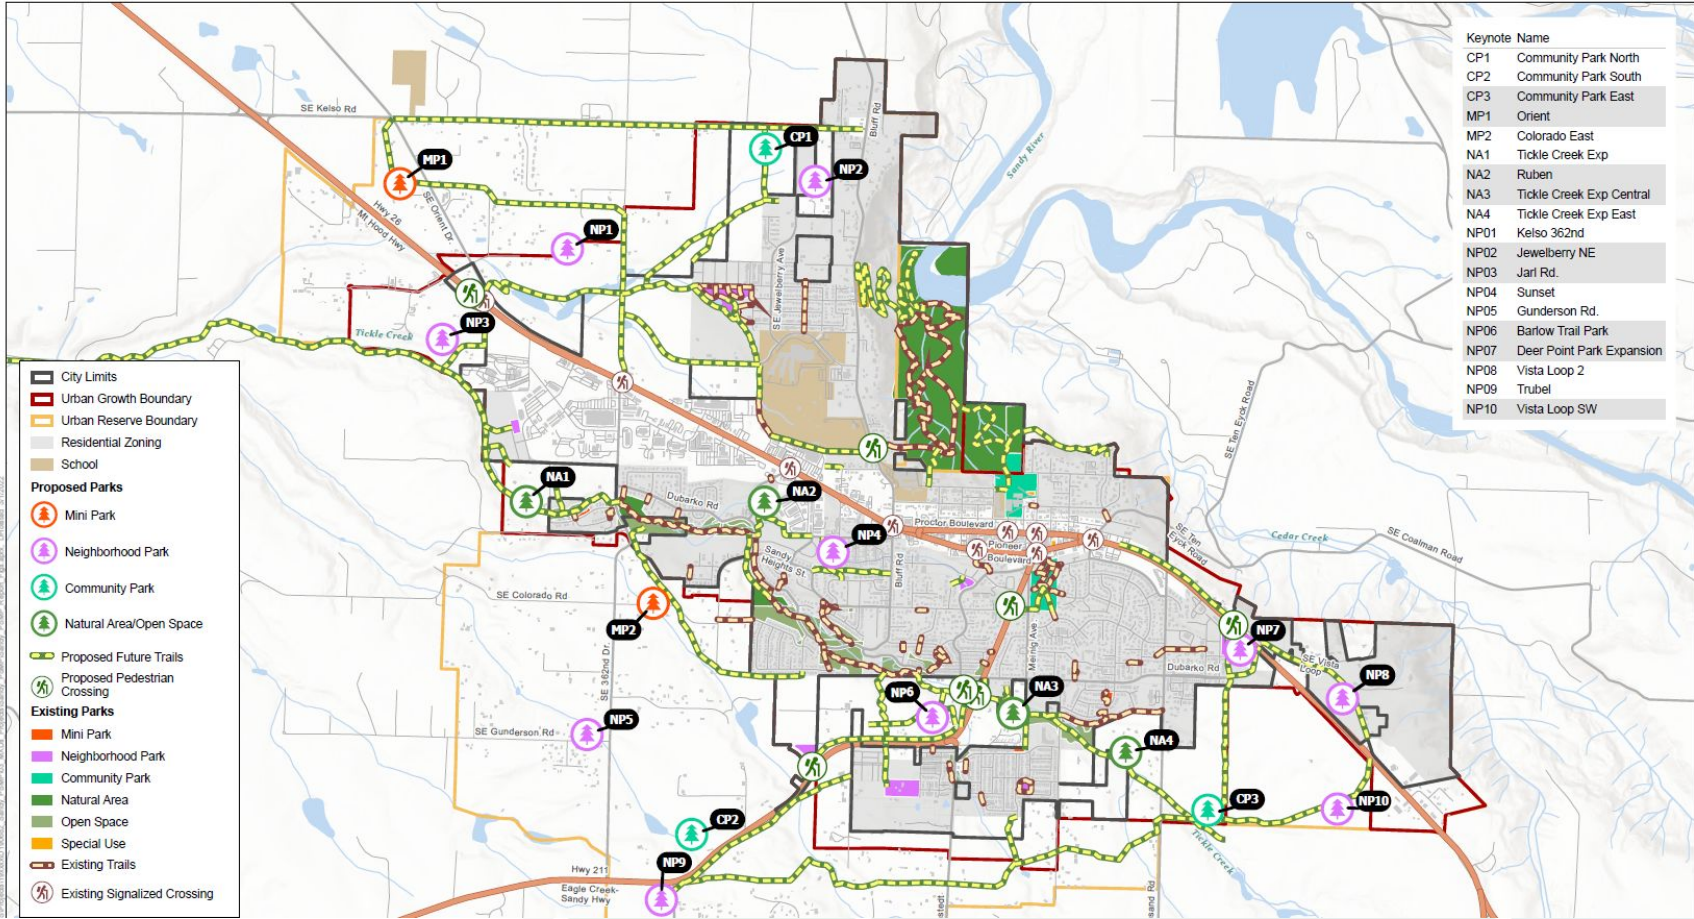 Keynote Name
CP1 Community Park North
CP2 Community Park South
CP3 Community Park East
MP1 Orient
MP2 Colorado East
NA1 Tickle Creek Exp
NA2 Ruben
NA3 Tickle Creek Exp Central
NA4 Tickle Creek Exp East
NP01 Kelso 362nd
NP02 Jewelberry NE
NP03 Jarl Rd.
NP04 Sunset
NP05 Gunderson Rd.
NP06 Barlow Trail Park
NP07 Deer Point Park Expansion
NP08 Vista Loop 2
NP09 Trubel
NP10 Vista Loop SW
SE Kelso Rd
Bluff Rd
CP1
MP1
NP2
Sandy River
SE Orient Dr.
Hwy 26
Mt Hood Hwy
NP1
SE Jewelberry Ave
NP3
Tickle Creek
SE Ten Eyck Road
NA1
NA2
Dubarko Rd
Proctor Boulevard
NP4
Pioneer
Boulevard
SE Ten
Eyck Road
Cedar Creek
SE Coalman Road
Sandy
Heights St.
Bluff Rd
SE Colorado Rd
MP2
Meinig Ave
NP7
Dubarko Rd
SE Vista
Loop
SE 362nd Dr.
NP8
NP6
NA3
NP5
SE Gunderson Rd
NA4
CP3
NP10
CP2
Tickle Creek
NP9
Hwy 211
Eagle Creek-
Sandy Hwy
City Limits
Urban Growth Boundary
Urban Reserve Boundary
Residential Zoning
School
Proposed Parks
Mini Park
Neighborhood Park
Community Park
Natural Area/Open Space
Proposed Future Trails
Proposed Pedestrian
Crossing
Existing Parks
Mini Park
Neighborhood Park
Community Park
Natural Area
Open Space
Special Use
Existing Trails
Existing Signalized Crossing